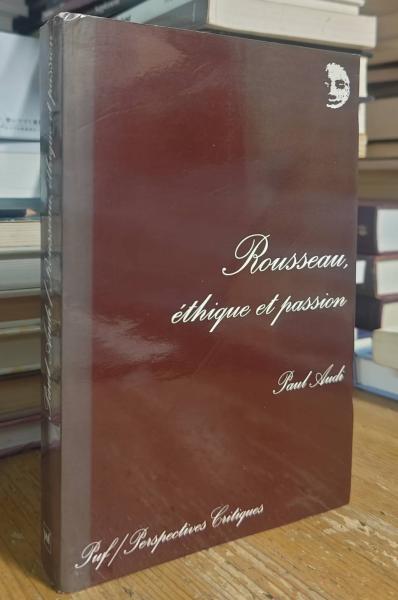 Rousseau,
éthique et passion
Paul Audi
Puf / Perspectives Critiques